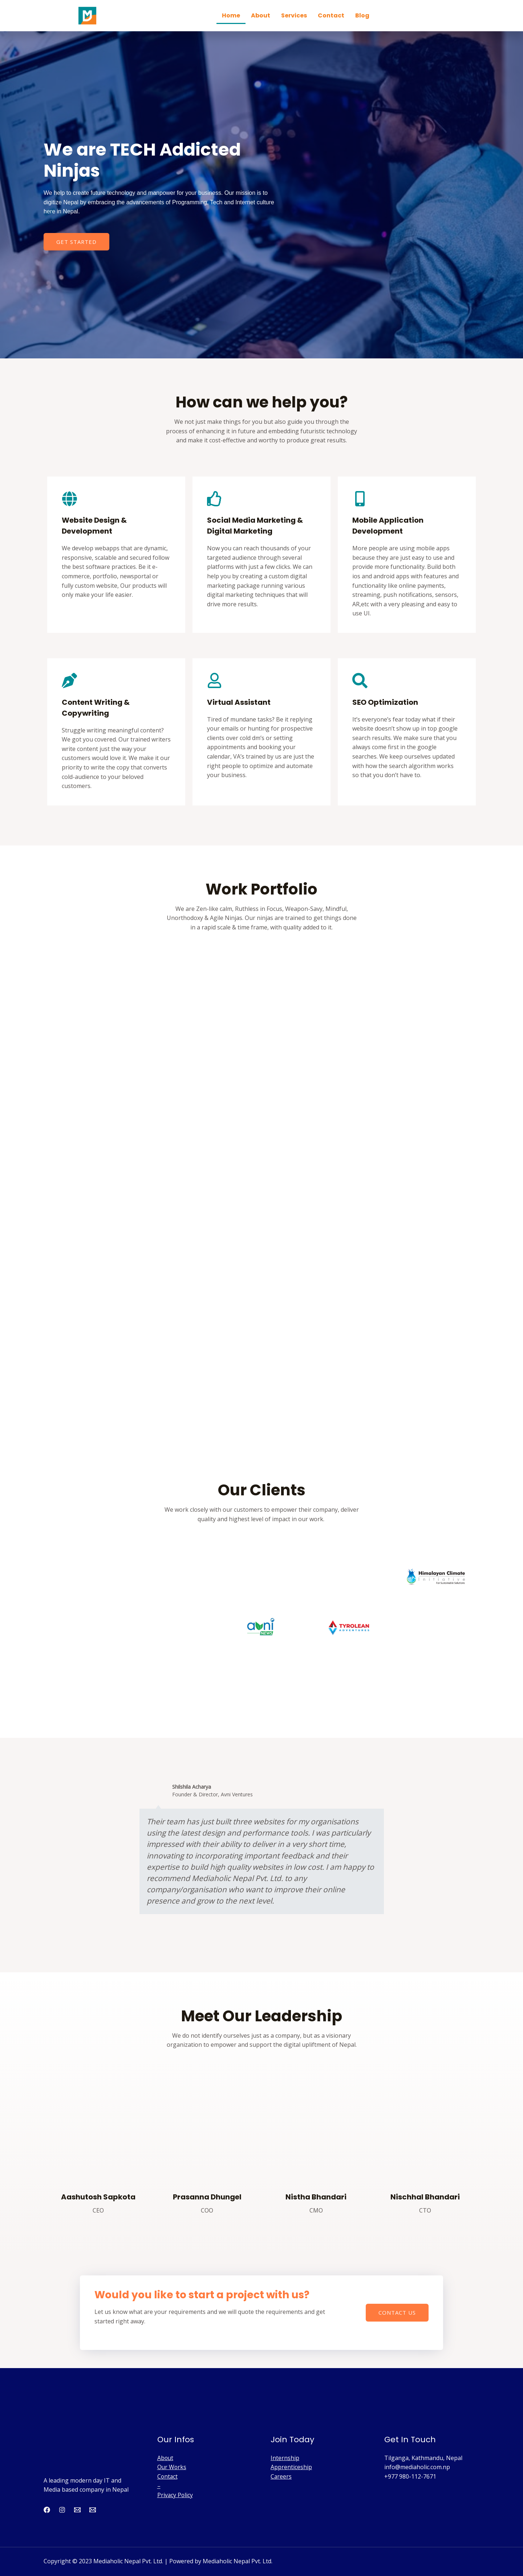 Home About Services Contact Blog
We are TECH Addicted
Ninjas
We help to create future technology and manpower for your business. Our mission is to
digitize Nepal by embracing the advancements of Programming, Tech and Internet culture
here in Nepal.
GET STARTED
How can we help you?
We not just make things for you but also guide you through the
process of enhancing it in future and embedding futuristic technology
and make it cost-effective and worthy to produce great results.
Website Design &
Development
We develop webapps that are dynamic,
responsive, scalable and secured follow
the best software practices. Be it e-
commerce, portfolio, newsportal or
fully custom website, Our products will
only make your life easier.
Social Media Marketing &
Digital Marketing
Now you can reach thousands of your
targeted audience through several
platforms with just a few clicks. We can
help you by creating a custom digital
marketing package running various
digital marketing techniques that will
drive more results.
Mobile Application
Development
More people are using mobile apps
because they are just easy to use and
provide more functionality. Build both
ios and android apps with features and
functionality like online payments,
streaming, push notifications, sensors,
AR,etc with a very pleasing and easy to
use UI.
Content Writing &
Copywriting
Struggle writing meaningful content?
We got you covered. Our trained writers
write content just the way your
customers would love it. We make it our
priority to write the copy that converts
cold-audience to your beloved
customers.
Virtual Assistant
Tired of mundane tasks? Be it replying
your emails or hunting for prospective
clients over cold dm's or setting
appointments and booking your
calendar, VA's trained by us are just the
right people to optimize and automate
your business.
SEO Optimization
It's everyone's fear today what if their
website doesn't show up in top google
search results. We make sure that you
always come first in the google
searches. We keep ourselves updated
with how the search algorithm works
so that you don't have to.
Work Portfolio
We are Zen-like calm, Ruthless in Focus, Weapon-Savy, Mindful,
Unorthodoxy & Agile Ninjas. Our ninjas are trained to get things done
in a rapid scale & time frame, with quality added to it.
Our Clients
We work closely with our customers to empower their company, deliver
quality and highest level of impact in our work.
Himalayan Climate
Initiative
avni
TYROLEAN
ADVENTURES
Shilshila Acharya
Founder & Director, Avni Ventures
Their team has just built three websites for my organisations
using the latest design and performance tools. I was particularly
impressed with their ability to deliver in a very short time,
innovating to incorporating important feedback and their
expertise to build high quality websites in low cost. I am happy to
recommend Mediaholic Nepal Pvt. Ltd. to any
company/organisation who want to improve their online
presence and grow to the next level.
Meet Our Leadership
We do not identify ourselves just as a company, but as a visionary
organization to empower and support the digital upliftment of Nepal.
Aashutosh Sapkota
CEO
Prasanna Dhungel
COO
Nistha Bhandari
CMO
Nischhal Bhandari
CTO
Would you like to start a project with us?
Let us know what are your requirements and we will quote the requirements and get
started right away.
CONTACT US
A leading modern day IT and
Media based company in Nepal
Our Infos
About
Our Works
Contact
–
Privacy Policy
Join Today
Internship
Apprenticeship
Careers
Get In Touch
Tilganga, Kathmandu, Nepal
info@mediaholic.com.np
+977 980-112-7671
Copyright © 2023 Mediaholic Nepal Pvt. Ltd. | Powered by Mediaholic Nepal Pvt. Ltd.